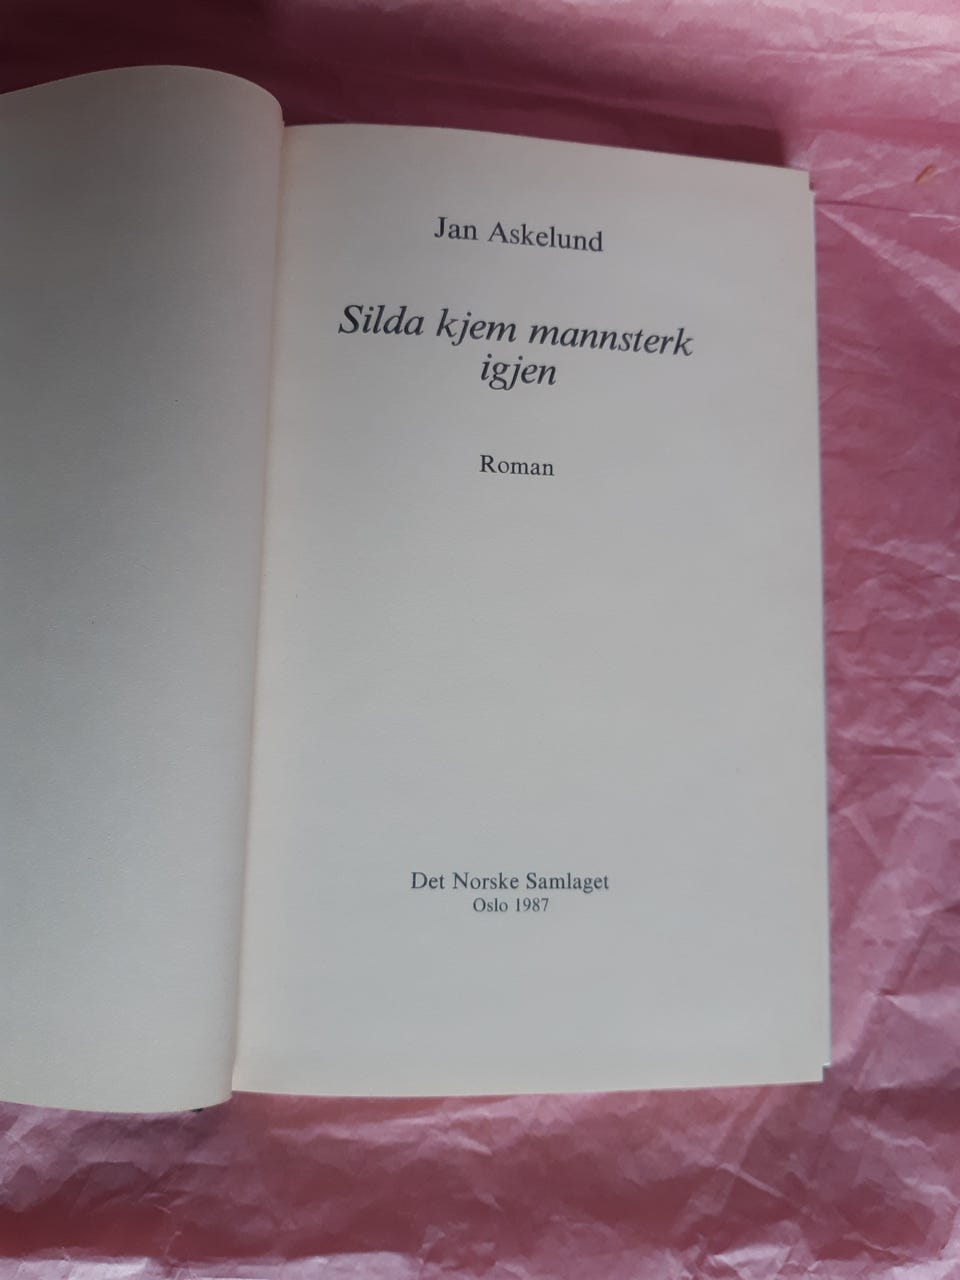 Jan Askelund
Silda kjem mannsterk
igjen
Roman
Det Norske Samlaget
Oslo 1987